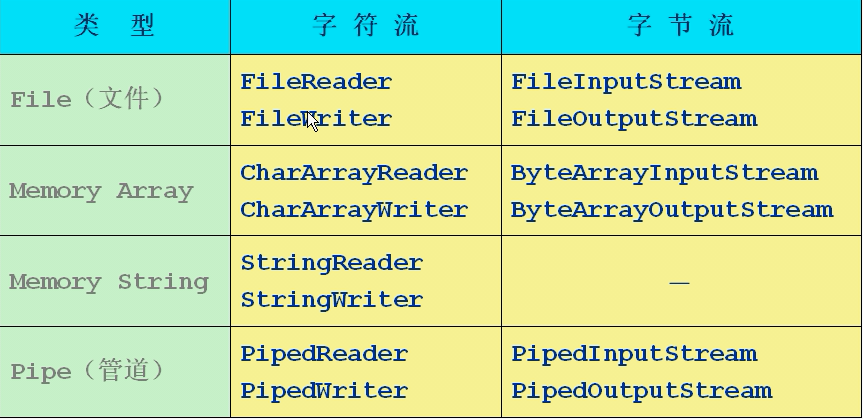 类 型 字 符 流 字 节 流
File（文件） FileReader FileInputStream
FileWriter FileOutputStream
Memory Array CharArrayReader ByteArrayInputStream
CharArrayWriter ByteArrayOutputStream
Memory String StringReader —
StringWriter
Pipe（管道） PipedReader PipedInputStream
PipedWriter PipedOutputStream